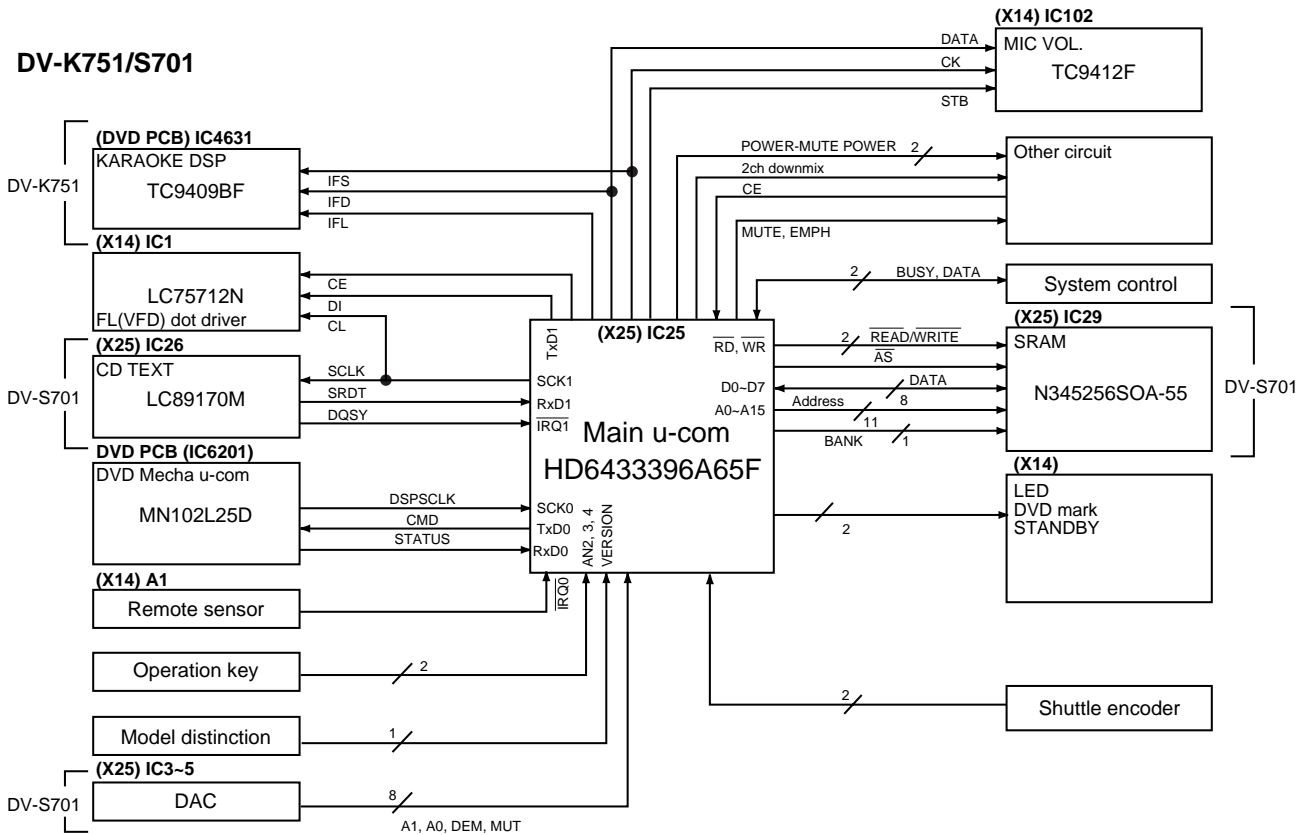 DV-K751/S701
(X14) IC102
MIC VOL.
TC9412F
DATA
CK
STB
DV-K751
(DVD PCB) IC4631
KARAOKE DSP
TC9409BF
IFS
IFD
IFL
POWER-MUTE POWER
2
2ch downmix
CE
MUTE, EMPH
Other circuit
(X14) IC1
LC75712N
FL(VFD) dot driver
CE
DI
CL
2
BUSY, DATA
System control
DV-S701
(X25) IC26
CD TEXT
LC89170M
SCLK
SRDT
DQSY
(X25) IC25
TxD1
SCK1
RxD1
IRQ1
RD, WR
D0~D7
A0~A15
Main u-com
HD6433396A65F
SCK0
TxD0
RxD0
AN2, 3, 4
VERSION
IRQ0
2
READ/WRITE
AS
DATA
8
Address
11
BANK
1
(X25) IC29
SRAM
N345256SOA-55
DV-S701
DVD PCB (IC6201)
DVD Mecha u-com
MN102L25D
DSPSCLK
CMD
STATUS
2
(X14)
LED
DVD mark
STANDBY
(X14) A1
Remote sensor
Operation key
2
Model distinction
1
2
Shuttle encoder
DV-S701
(X25) IC3~5
DAC
8
A1, A0, DEM, MUT